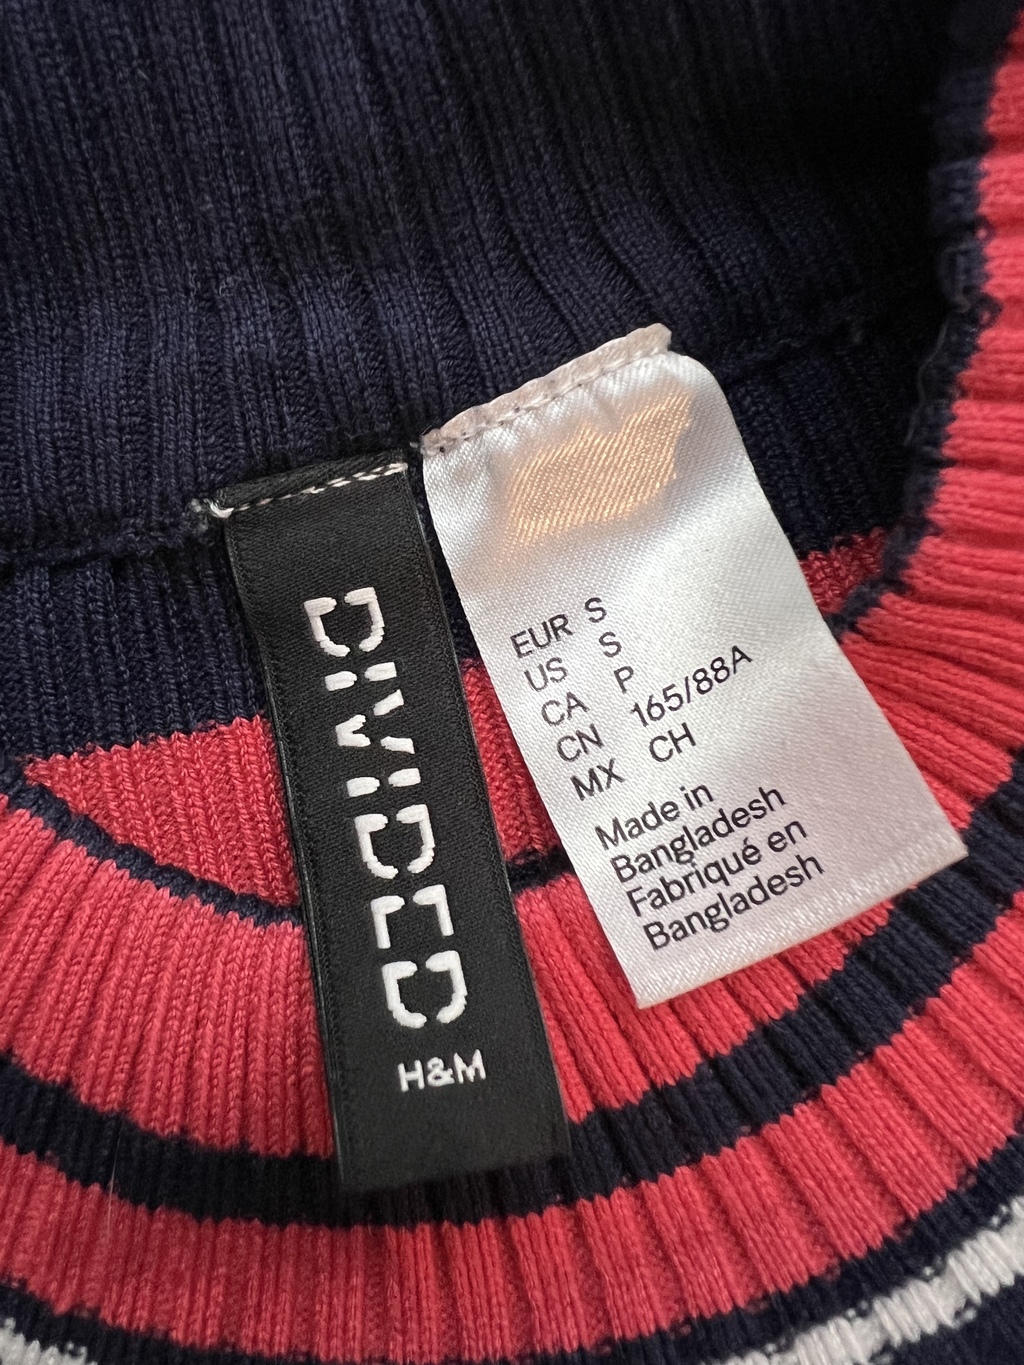 DIVIDED
H&M
EUR S
US S
CA P
CN 165/88A
MX CH
Made in
Bangladesh
Fabriqué en
Bangladesh